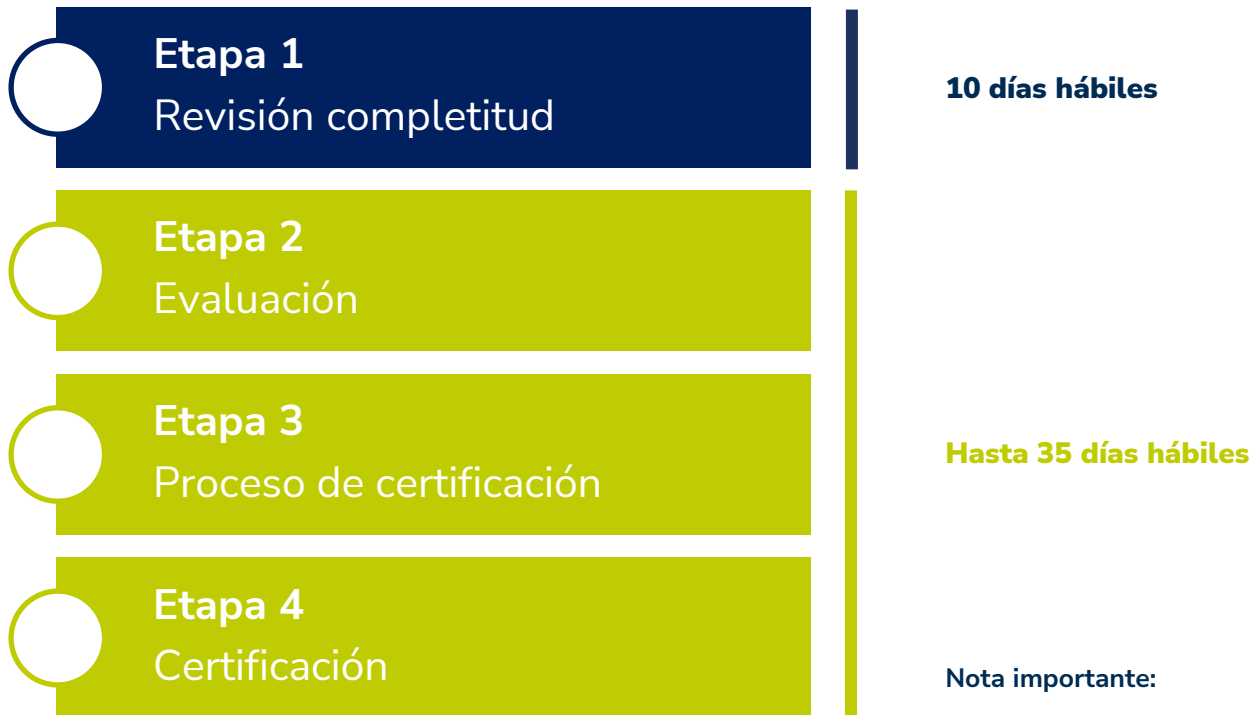 Etapa 1
Revisión completitud
10 días hábiles
Etapa 2
Evaluación
Etapa 3
Proceso de certificación
Hasta 35 días hábiles
Etapa 4
Certificación
Nota importante: